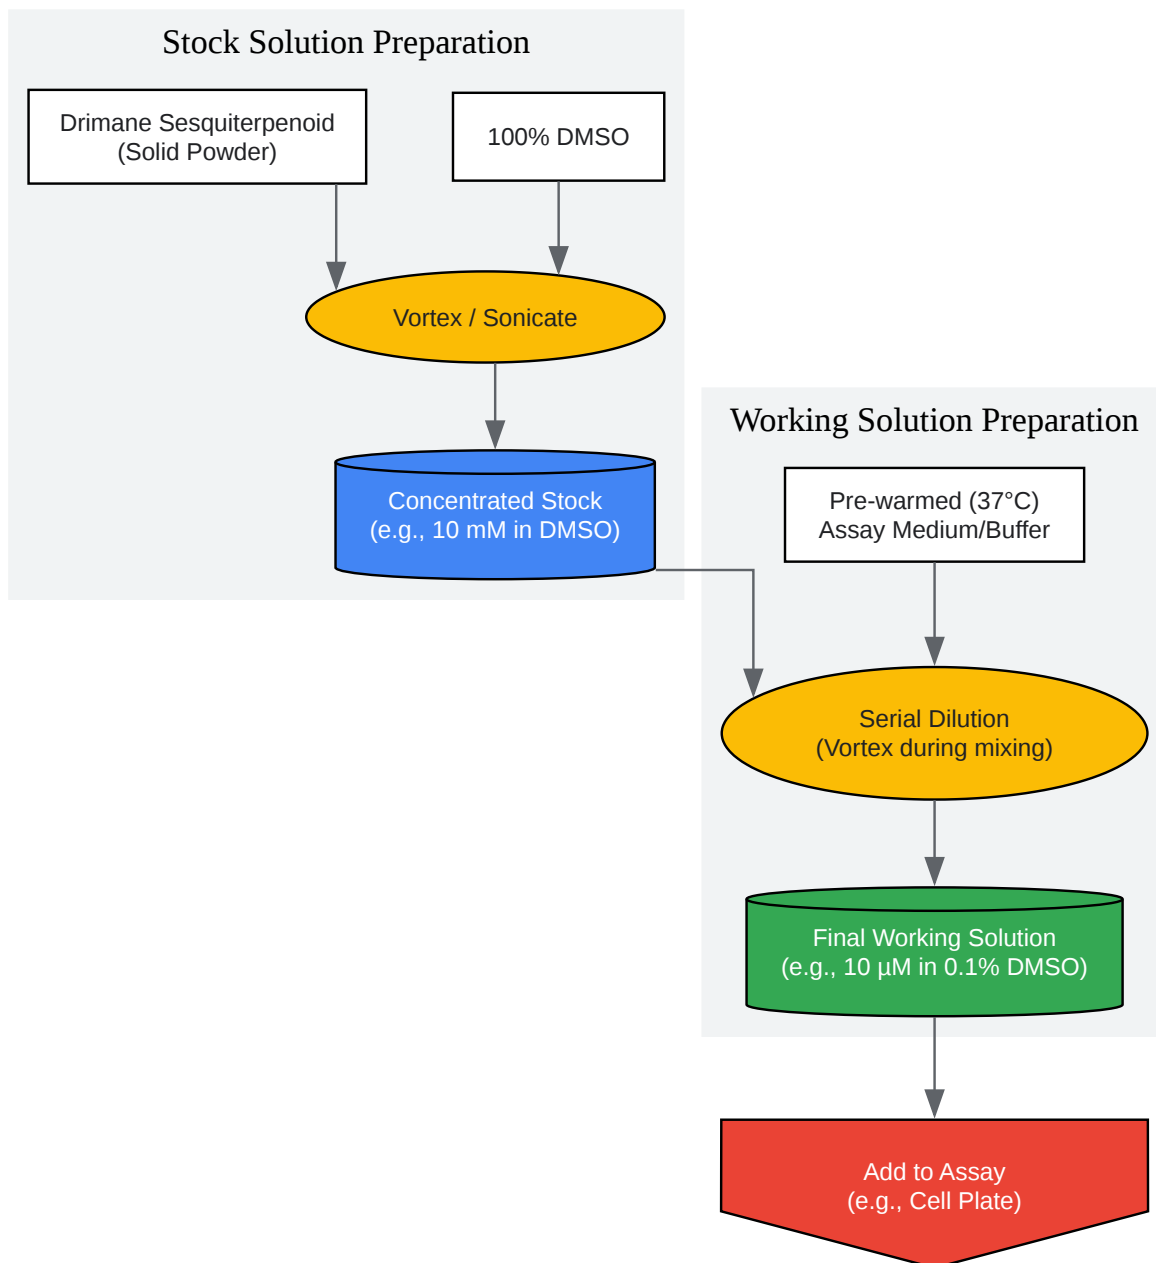 Stock Solution Preparation
Drimane Sesquiterpenoid
(Solid Powder)
100% DMSO
Vortex / Sonicate
Concentrated Stock
(e.g., 10 mM in DMSO)
Working Solution Preparation
Pre-warmed (37°C)
Assay Medium/Buffer
Serial Dilution
(Vortex during mixing)
Final Working Solution
(e.g., 10 µM in 0.1% DMSO)
Add to Assay
(e.g., Cell Plate)